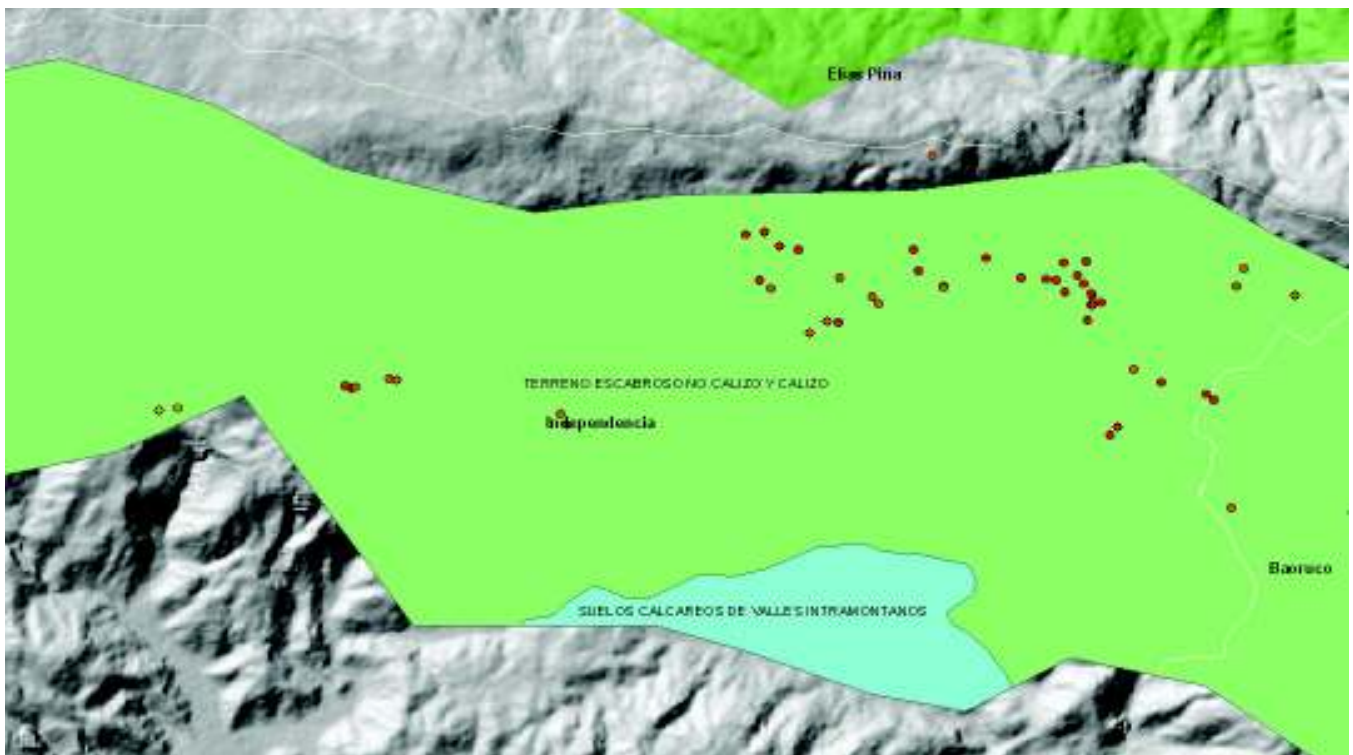 Elias Piña
TERRENO ESCABROSO NO CALIZO Y CALIZO
Independencia
Baoruco
SUELOS CALCAREOS DE VALLES INTRAMONTANOS